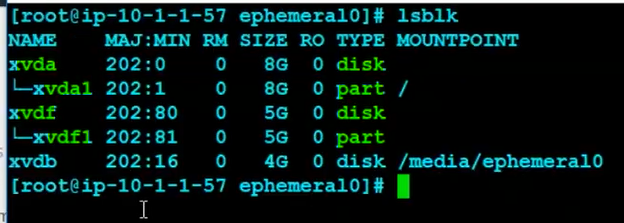 [root@ip-10-1-1-57 ephemeral0]# lsblk
NAME    MAJ:MIN RM SIZE RO TYPE MOUNTPOINT
xvda    202:0    0   8G  0 disk
└─xvda1 202:1    0   8G  0 part /
xvdf    202:80   0   5G  0 disk
└─xvdf1 202:81   0   5G  0 part
xvdb    202:16   0   4G  0 disk /media/ephemeral0
[root@ip-10-1-1-57 ephemeral0]#